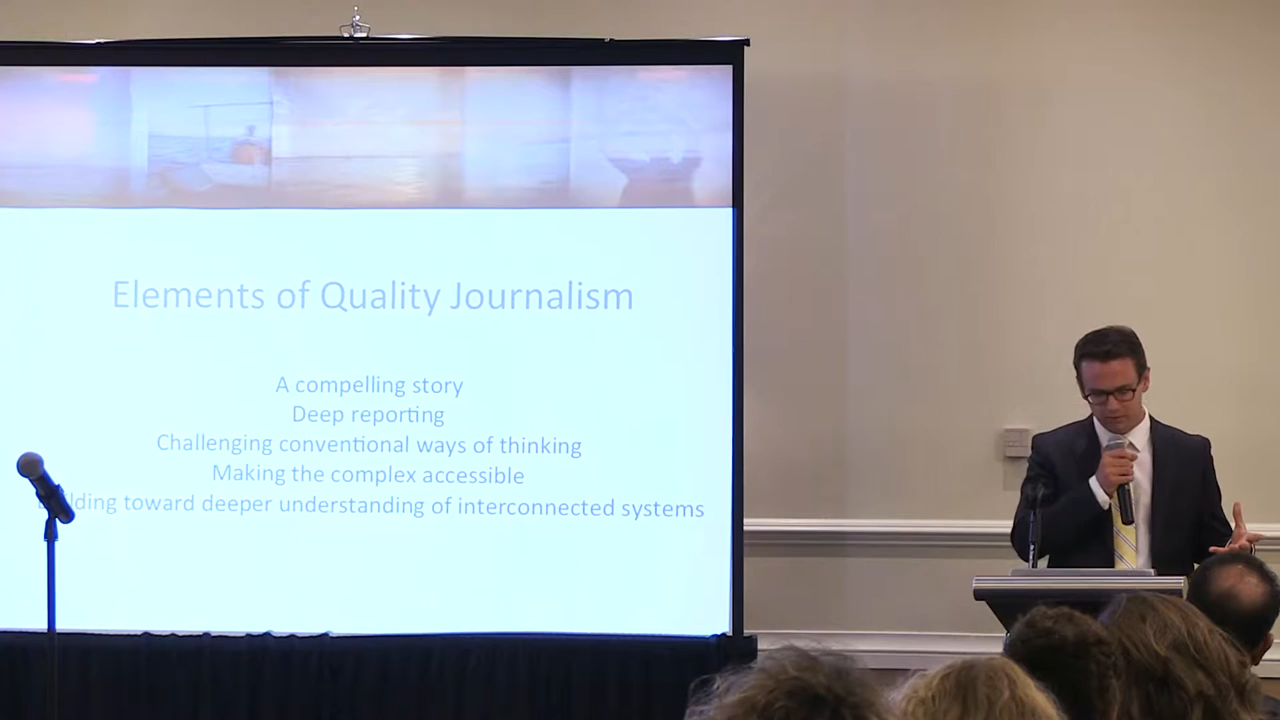 Elements of Quality Journalism
A compelling story
Deep reporting
Challenging conventional ways of thinking
Making the complex accessible
toward deeper understanding of interconnected systems